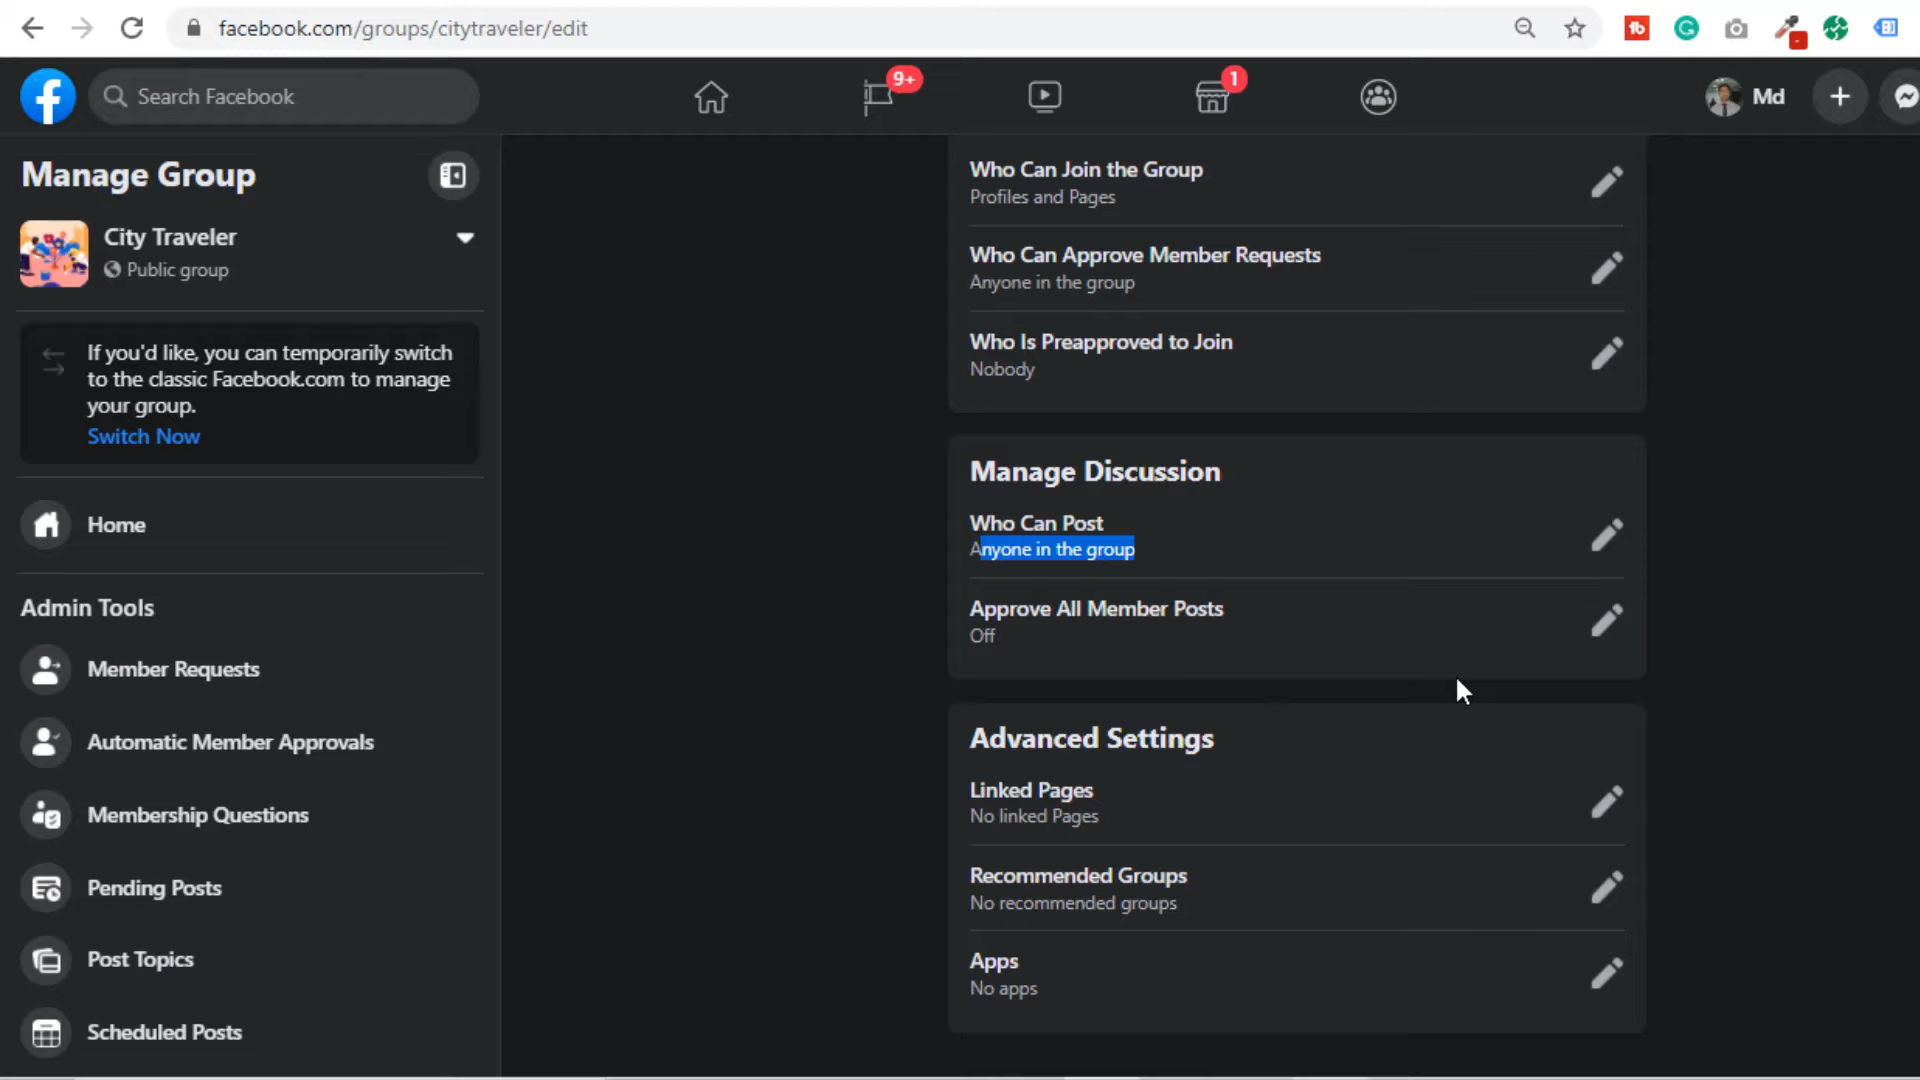 facebook.com/groups/citytraveler/edit
Search Facebook
9+
1
Md
Manage Group
City Traveler
Public group
If you'd like, you can temporarily switch
to the classic Facebook.com to manage
your group.
Switch Now
Home
Admin Tools
Member Requests
Automatic Member Approvals
Membership Questions
Pending Posts
Post Topics
Scheduled Posts
Who Can Join the Group
Profiles and Pages
Who Can Approve Member Requests
Anyone in the group
Who Is Preapproved to Join
Nobody
Manage Discussion
Who Can Post
Anyone in the group
Approve All Member Posts
Off
Advanced Settings
Linked Pages
No linked Pages
Recommended Groups
No recommended groups
Apps
No apps